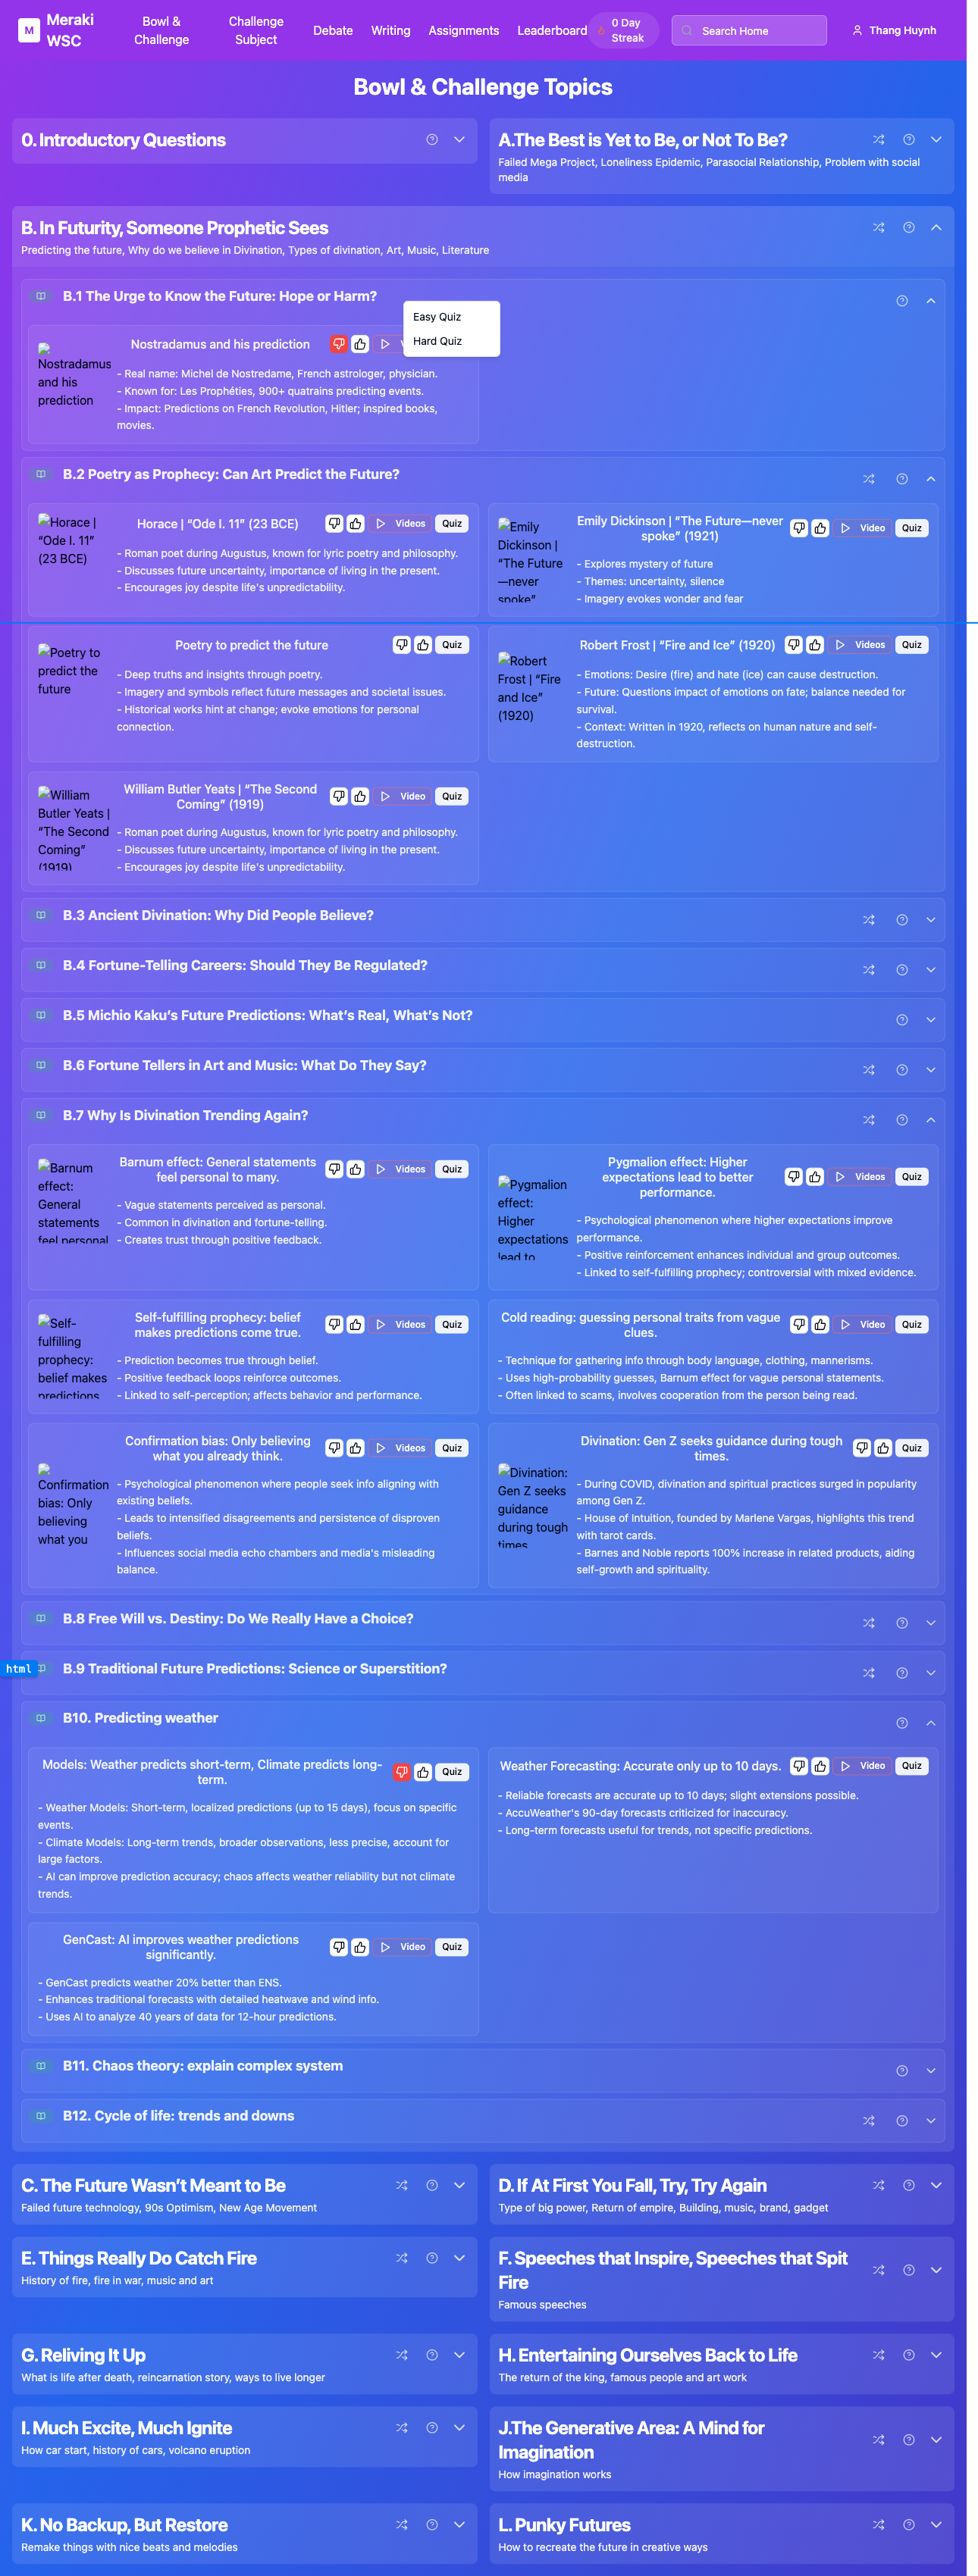 M
Meraki WSC
Bowl & Challenge
Challenge Subject
Debate
Writing
Assignments
Leaderboard
0 Day Streak
Search Home
Thang Huynh
Bowl & Challenge Topics
0. Introductory Questions
A.The Best is Yet to Be, or Not To Be?
Failed Mega Project, Loneliness Epidemic, Parasocial Relationship, Problem with social
media
B. In Futurity, Someone Prophetic Sees
Predicting the future, Why do we believe in Divination, Types of divination, Art, Music, Literature
B.1 The Urge to Know the Future: Hope or Harm?
Easy Quiz
Hard Quiz
Nostradamus and his prediction
Nostradamus
and his
prediction
- Real name: Michel de Nostredame, French astrologer, physician.
- Known for: Les Prophéties, 900+ quatrains predicting events.
- Impact: Predictions on French Revolution, Hitler; inspired books,
movies.
B.2 Poetry as Prophecy: Can Art Predict the Future?
Horace |
“Ode I. 11”
(23 BCE)
Horace | “Ode I. 11” (23 BCE)
Videos
Quiz
- Roman poet during Augustus, known for lyric poetry and philosophy.
- Discusses future uncertainty, importance of living in the present.
- Encourages joy despite life's unpredictability.
Emily
Dickinson |
“The Future
—never
spoke”
Emily Dickinson | “The Future—never
spoke” (1921)
Video
Quiz
- Explores mystery of future
- Themes: uncertainty, silence
- Imagery evokes wonder and fear
Poetry to
predict the
future
Poetry to predict the future
Quiz
- Deep truths and insights through poetry.
- Imagery and symbols reflect future messages and societal issues.
- Historical works hint at change; evoke emotions for personal
connection.
Robert
Frost | “Fire
and Ice”
(1920)
Robert Frost | “Fire and Ice” (1920)
Videos
Quiz
- Emotions: Desire (fire) and hate (ice) can cause destruction.
- Future: Questions impact of emotions on fate; balance needed for
survival.
- Context: Written in 1920, reflects on human nature and self-
destruction.
William
Butler Yeats |
“The Second
Coming”
(1919)
William Butler Yeats | “The Second
Coming” (1919)
Video
Quiz
- Roman poet during Augustus, known for lyric poetry and philosophy.
- Discusses future uncertainty, importance of living in the present.
- Encourages joy despite life's unpredictability.
B.3 Ancient Divination: Why Did People Believe?
B.4 Fortune-Telling Careers: Should They Be Regulated?
B.5 Michio Kaku’s Future Predictions: What’s Real, What’s Not?
B.6 Fortune Tellers in Art and Music: What Do They Say?
B.7 Why Is Divination Trending Again?
Barnum
effect:
General
statements
feel personal
Barnum effect: General statements
feel personal to many.
Videos
Quiz
- Vague statements perceived as personal.
- Common in divination and fortune-telling.
- Creates trust through positive feedback.
Pygmalion
effect:
Higher
expectations
lead to
Pygmalion effect: Higher
expectations lead to better
performance.
Videos
Quiz
- Psychological phenomenon where higher expectations improve
performance.
- Positive reinforcement enhances individual and group outcomes.
- Linked to self-fulfilling prophecy; controversial with mixed evidence.
Self-
fulfilling
prophecy:
belief makes
predictions
Self-fulfilling prophecy: belief
makes predictions come true.
Videos
Quiz
- Prediction becomes true through belief.
- Positive feedback loops reinforce outcomes.
- Linked to self-perception; affects behavior and performance.
Cold reading: guessing personal traits from vague
clues.
Video
Quiz
- Technique for gathering info through body language, clothing, mannerisms.
- Uses high-probability guesses, Barnum effect for vague personal statements.
- Often linked to scams, involves cooperation from the person being read.
Confirmation
bias: Only
believing
what you
Confirmation bias: Only believing
what you already think.
Videos
Quiz
- Psychological phenomenon where people seek info aligning with
existing beliefs.
- Leads to intensified disagreements and persistence of disproven
beliefs.
- Influences social media echo chambers and media's misleading
balance.
Divination:
Gen Z seeks
guidance
during tough
times.
Divination: Gen Z seeks guidance during tough
times.
Quiz
- During COVID, divination and spiritual practices surged in popularity
among Gen Z.
- House of Intuition, founded by Marlene Vargas, highlights this trend
with tarot cards.
- Barnes and Noble reports 100% increase in related products, aiding
self-growth and spirituality.
B.8 Free Will vs. Destiny: Do We Really Have a Choice?
html
B.9 Traditional Future Predictions: Science or Superstition?
B10. Predicting weather
Models: Weather predicts short-term, Climate predicts long-
term.
Quiz
- Weather Models: Short-term, localized predictions (up to 15 days), focus on specific
events.
- Climate Models: Long-term trends, broader observations, less precise, account for
large factors.
- AI can improve prediction accuracy; chaos affects weather reliability but not climate
trends.
Weather Forecasting: Accurate only up to 10 days.
Video
Quiz
- Reliable forecasts are accurate up to 10 days; slight extensions possible.
- AccuWeather's 90-day forecasts criticized for inaccuracy.
- Long-term forecasts useful for trends, not specific predictions.
GenCast: AI improves weather predictions
significantly.
Video
Quiz
- GenCast predicts weather 20% better than ENS.
- Enhances traditional forecasts with detailed heatwave and wind info.
- Uses AI to analyze 40 years of data for 12-hour predictions.
B11. Chaos theory: explain complex system
B12. Cycle of life: trends and downs
C. The Future Wasn’t Meant to Be
Failed future technology, 90s Optimism, New Age Movement
D. If At First You Fall, Try, Try Again
Type of big power, Return of empire, Building, music, brand, gadget
E. Things Really Do Catch Fire
History of fire, fire in war, music and art
F. Speeches that Inspire, Speeches that Spit
Fire
Famous speeches
G. Reliving It Up
What is life after death, reincarnation story, ways to live longer
H. Entertaining Ourselves Back to Life
The return of the king, famous people and art work
I. Much Excite, Much Ignite
How car start, history of cars, volcano eruption
J.The Generative Area: A Mind for
Imagination
How imagination works
K. No Backup, But Restore
Remake things with nice beats and melodies
L. Punky Futures
How to recreate the future in creative ways